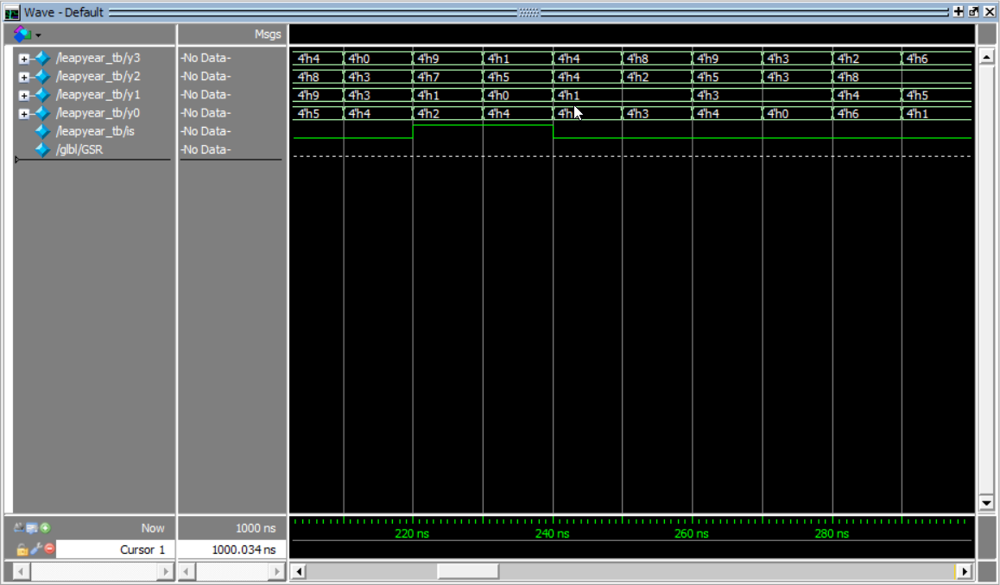 Wave - Default
Msgs
/leapyear_tb/y3 -No Data- 4'h4 4'h0 4'h9 4'h1 4'h4 4'h8 4'h9 4'h3 4'h2 4'h6
/leapyear_tb/y2 -No Data- 4'h8 4'h3 4'h7 4'h5 4'h4 4'h2 4'h5 4'h3 4'h8
/leapyear_tb/y1 -No Data- 4'h9 4'h3 4'h1 4'h0 4'h1 4'h3 4'h4 4'h5
/leapyear_tb/y0 -No Data- 4'h5 4'h4 4'h2 4'h4 4'h3 4'h4 4'h0 4'h6 4'h1
/leapyear_tb/is -No Data-
/glbl/GSR -No Data-
Now 1000 ns
220 ns 240 ns 260 ns 280 ns
Cursor 1 1000.034 ns